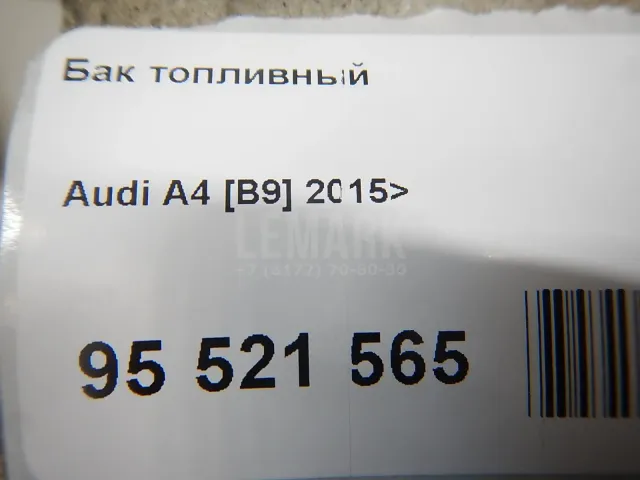 Бак топливный
Audi A4 [B9] 2015>
LEMARK
95 521 565